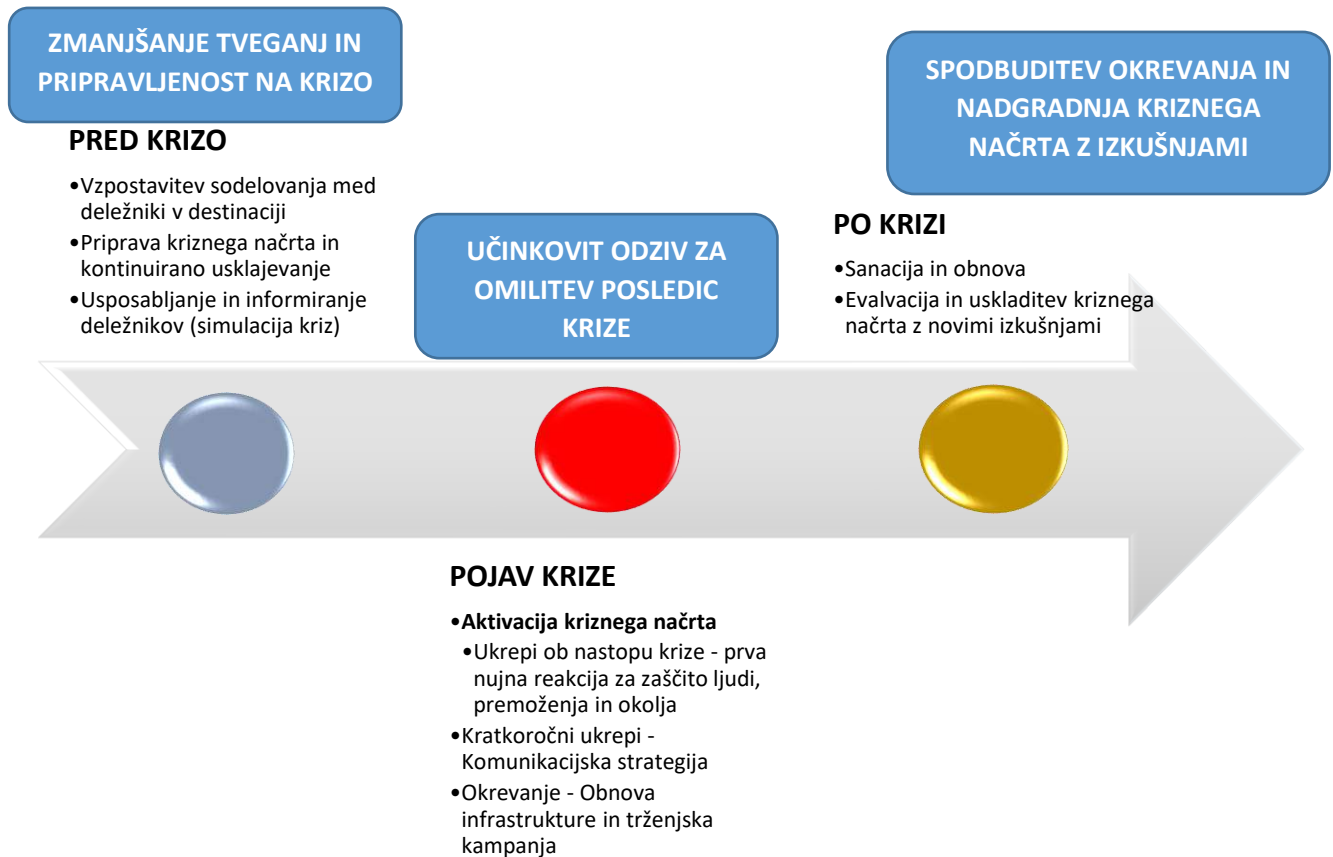 ZMANJŠANJE TVEGANJ IN
PRIPRAVLJENOST NA KRIZO
PRED KRIZO
•Vzpostavitev sodelovanja med
deležniki v destinaciji
•Priprava kriznega načrta in
kontinuirano usklajevanje
•Usposabljanje in informiranje
deležnikov (simulacija kriz)
UČINKOVIT ODZIV ZA
OMILITEV POSLEDIC
KRIZE
POJAV KRIZE
•Aktivacija kriznega načrta
•Ukrepi ob nastopu krize - prva
nujna reakcija za zaščito ljudi,
premoženja in okolja
•Kratkoročni ukrepi -
Komunikacijska strategija
•Okrevanje - Obnova
infrastrukture in trženjska
kampanja
SPODBUDITEV OKREVANJA IN
NADGRADNJA KRIZNEGA
NAČRTA Z IZKUŠNJAMI
PO KRIZI
•Sanacija in obnova
•Evalvacija in uskladitev kriznega
načrta z novimi izkušnjami